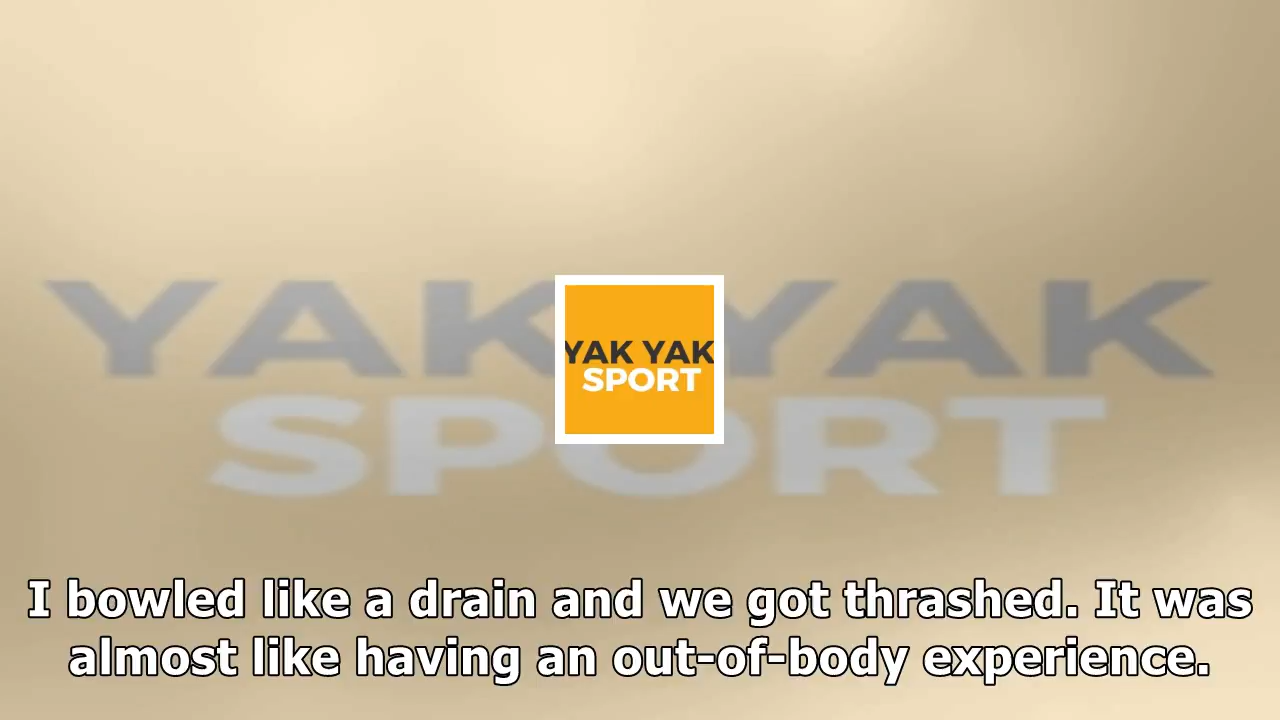 YAK YAK
SPORT
YAK YAK
SPORT
I bowled like a drain and we got thrashed. It was
almost like having an out-of-body experience.